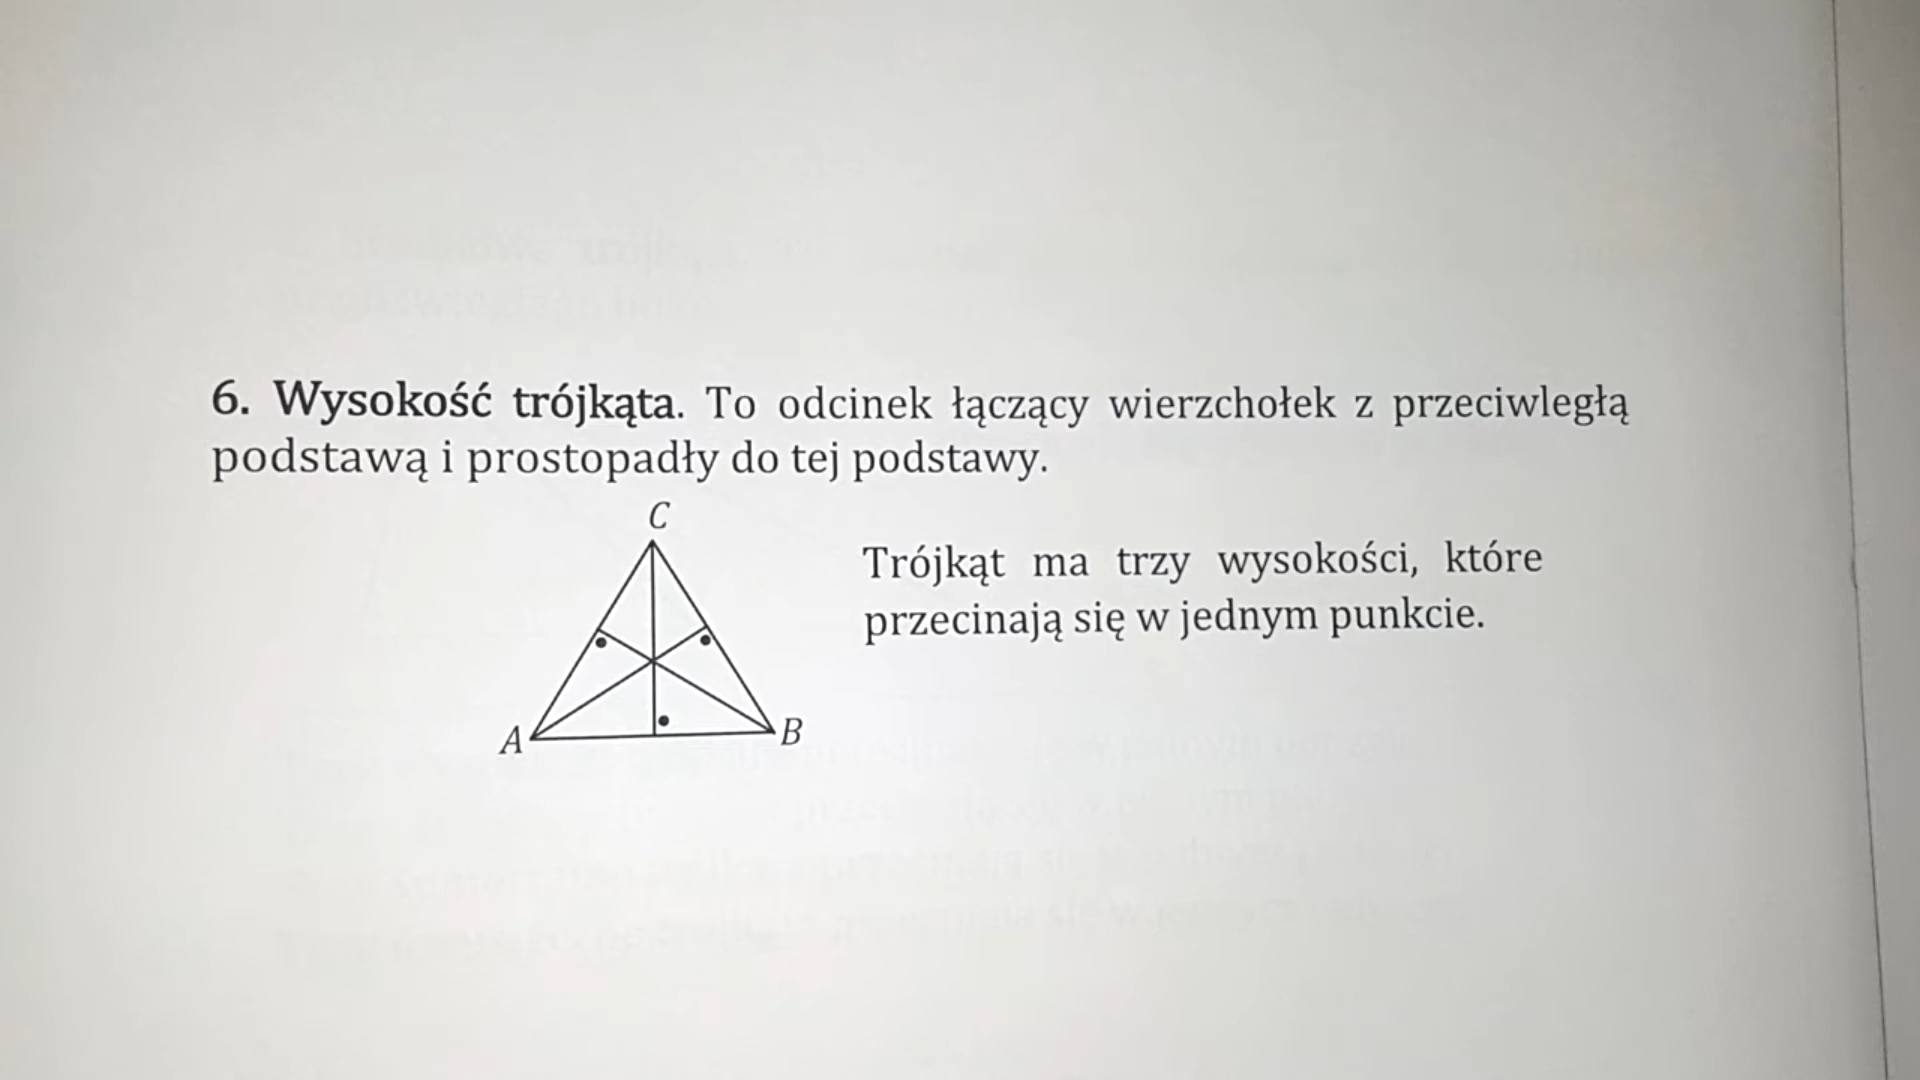 6. Wysokość trójkąta. To odcinek łączący wierzchołek z przeciwległą
podstawą i prostopadły do tej podstawy.
C
Trójkąt ma trzy wysokości, które
przecinają się w jednym punkcie.
A
B